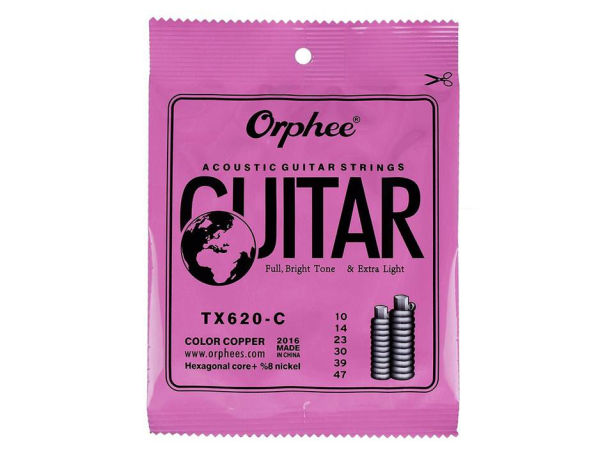 Orphee®
ACOUSTIC GUITAR STRINGS
GUITAR
Full, Bright Tone & Extra Light
TX620-C
COLOR COPPER
www.orphees.com
Hexagonal core+ %8 nickel
2016
MADE
IN CHINA
10
14
23
30
39
47